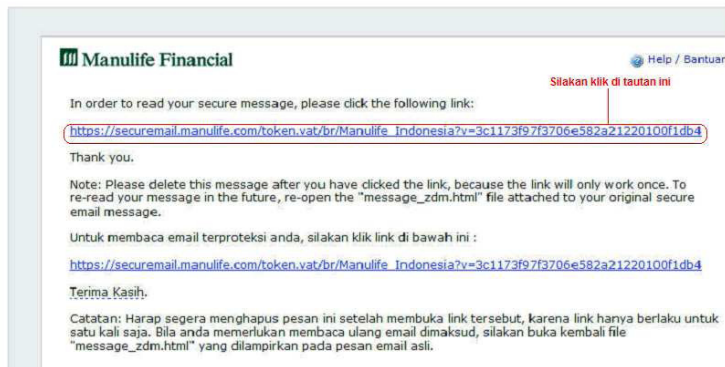 Manulife Financial
Help / Bantuan
Silakan klik di tautan ini
In order to read your secure message, please click the following link:
https://securemail.manulife.com/token.vat/br/Manulife_Indonesia?v=3c1173f97f3706e582a21220100f1db4
Thank you.
Note: Please delete this message after you have clicked the link, because the link will only work once. To
re-read your message in the future, re-open the "message_zdm.html" file attached to your original secure
email message.
Untuk membaca email terproteksi anda, silakan klik link di bawah ini :
https://securemail.manulife.com/token.vat/br/Manulife_Indonesia?v=3c1173f97f3706e582a21220100f1db4
Terima Kasih.
Catatan: Harap segera menghapus pesan ini setelah membuka link tersebut, karena link hanya berlaku untuk
satu kali saja. Bila anda memerlukan membaca ulang email dimaksud, silakan buka kembali file
"message_zdm.html" yang dilampirkan pada pesan email asli.